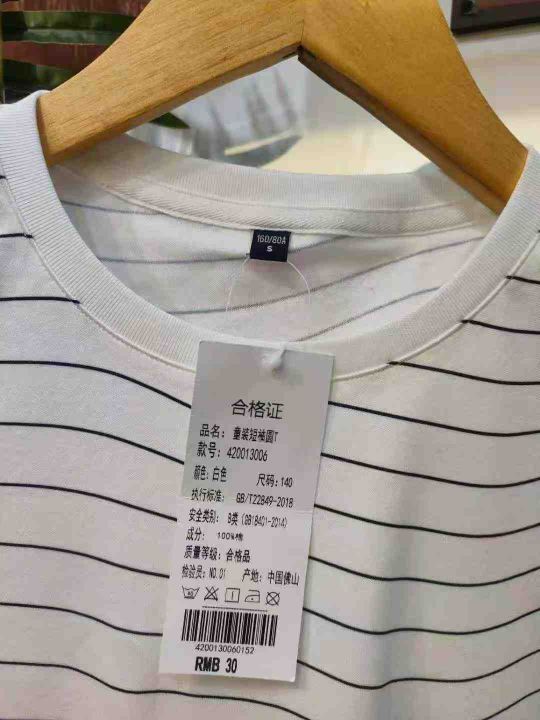 160/80A
S
合格证
品名: 童装短袖圆T
款号: 420013006
颜色: 白色 尺码: 140
执行标准: GB/T22849-2018
安全类别: B类 (GB18401-2014)
成分: 100%棉
质量等级: 合格品
检验员: NO.01 产地: 中国佛山
4200130060152
RMB 30